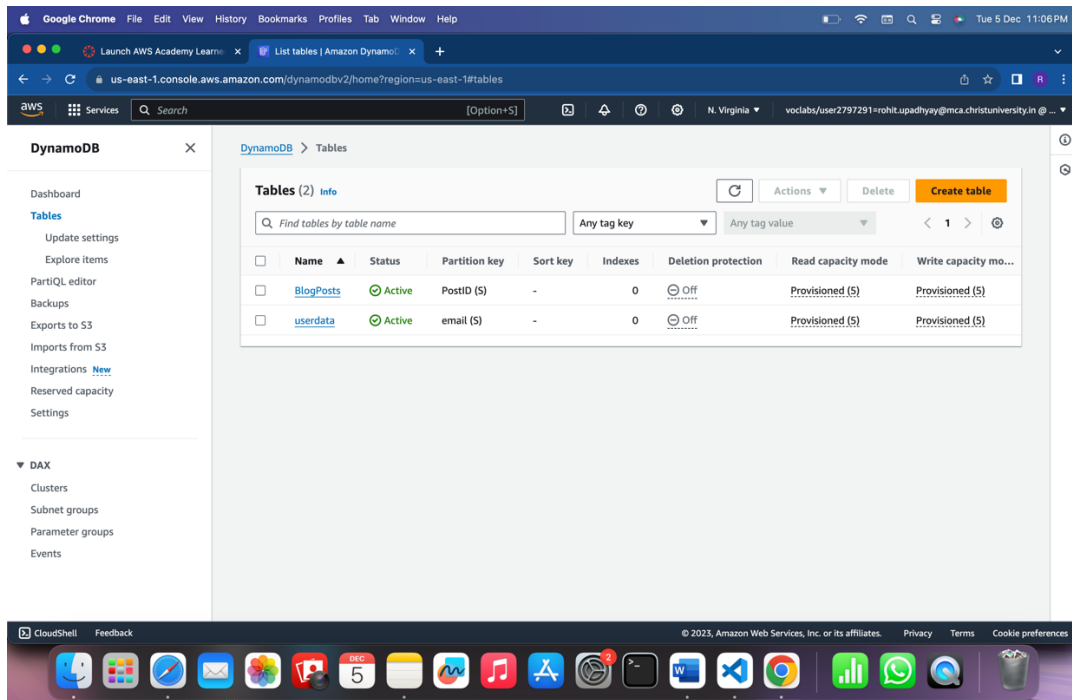 Google Chrome File Edit View History Bookmarks Profiles Tab Window Help Tue 5 Dec 11:06 PM
Launch AWS Academy Learne × List tables | Amazon DynamoD × +
us-east-1.console.aws.amazon.com/dynamodbv2/home?region=us-east-1#tables R
aws Services Search [Option+S] N. Virginia ▼ voclabs/user2797291=rohit.upadhyay@mca.christuniversity.in @ ... ▼
DynamoDB ×
DynamoDB > Tables
Dashboard
Tables
Update settings
Explore items
PartiQL editor
Backups
Exports to S3
Imports from S3
Integrations New
Reserved capacity
Settings
▼ DAX
Clusters
Subnet groups
Parameter groups
Events
Tables (2) Info Actions ▼ Delete Create table
Find tables by table name Any tag key ▼ Any tag value ▼ < 1 >
Name ▲ Status Partition key Sort key Indexes Deletion protection Read capacity mode Write capacity mo...
BlogPosts Active PostID (S) - 0 Off Provisioned (5) Provisioned (5)
userdata Active email (S) - 0 Off Provisioned (5) Provisioned (5)
CloudShell Feedback © 2023, Amazon Web Services, Inc. or its affiliates. Privacy Terms Cookie preferences
DEC
5
2
W